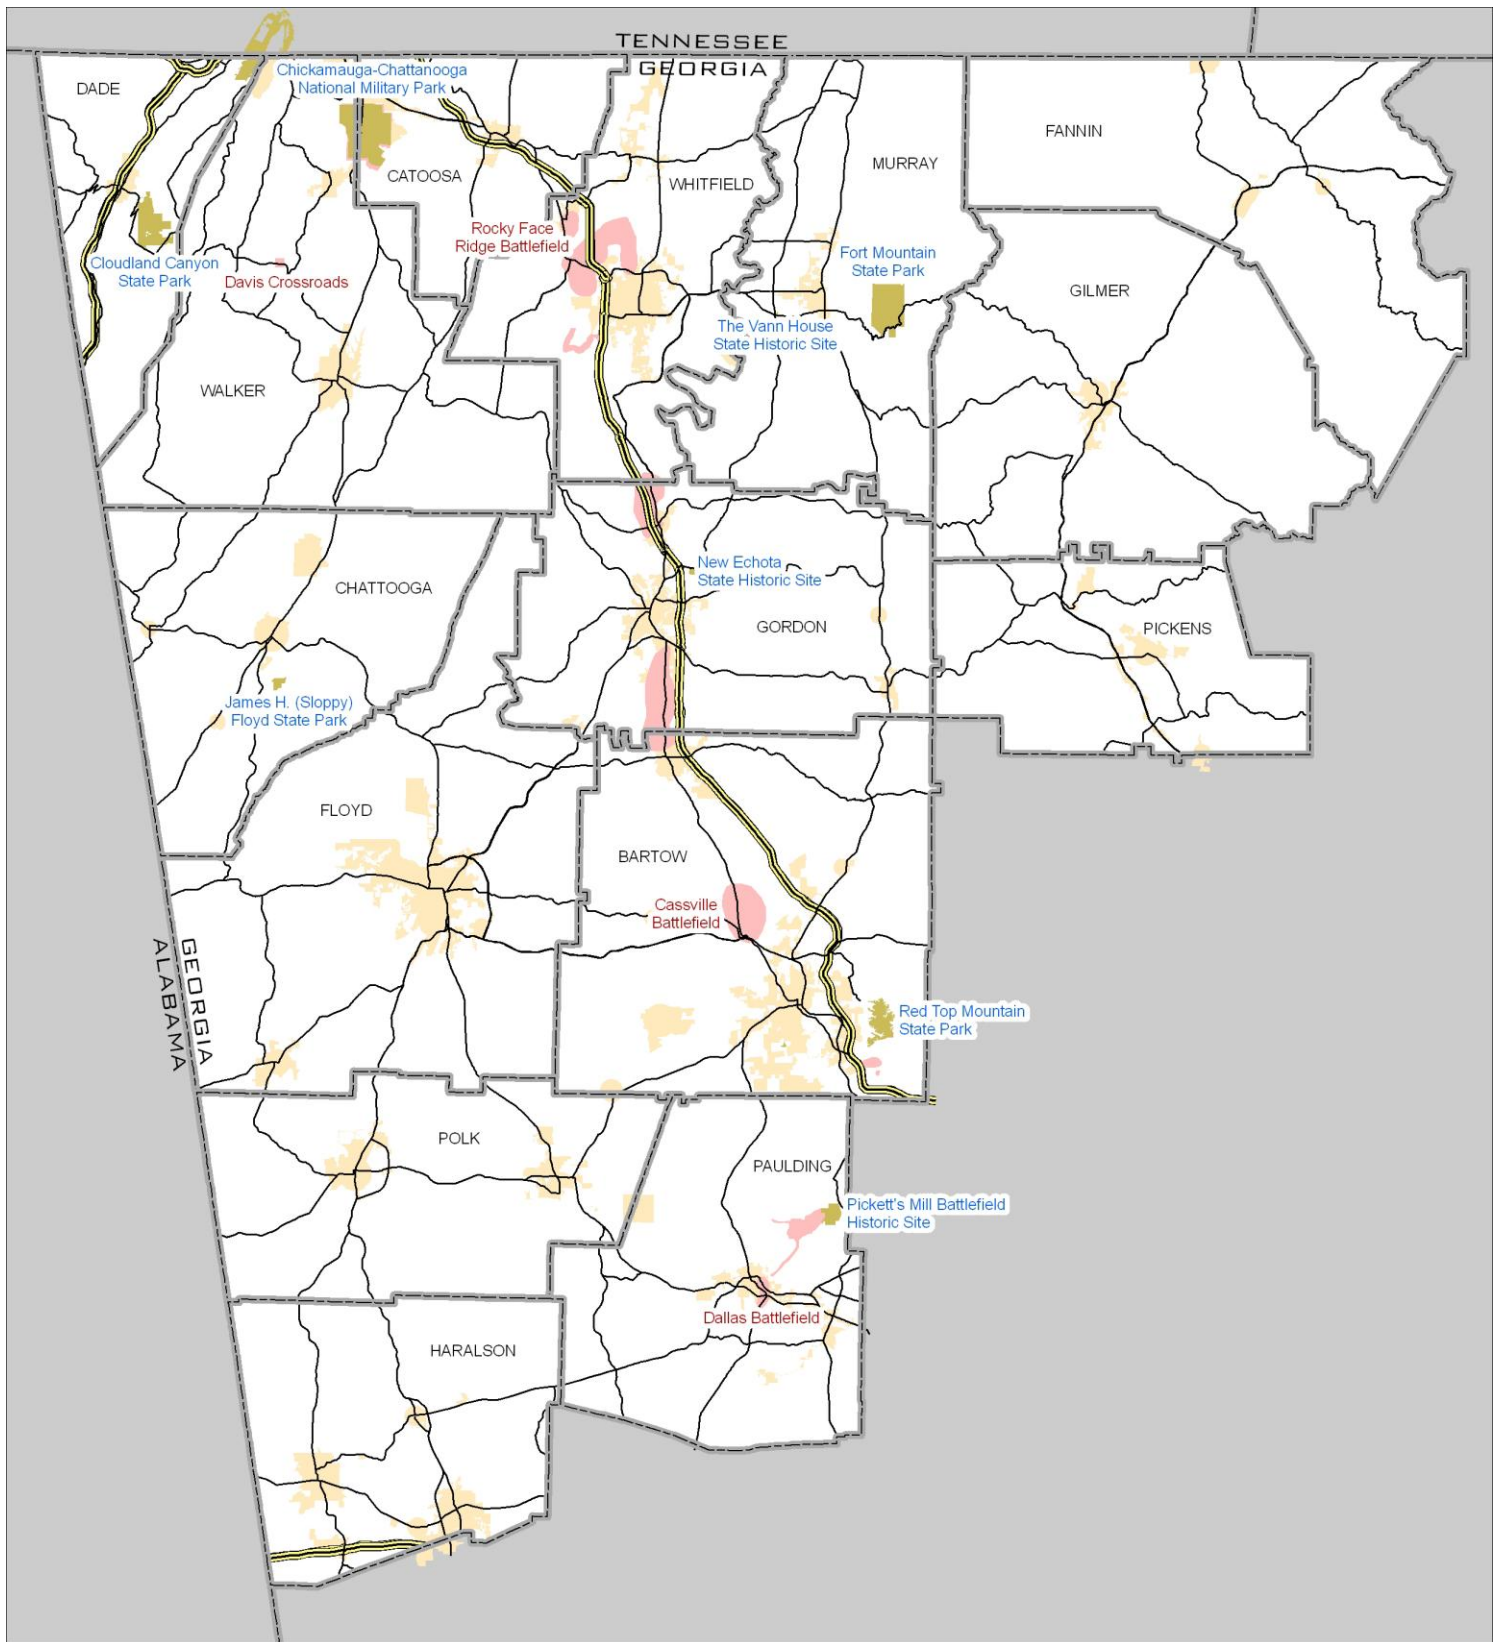 TENNESSEE
GEORGIA
DADE
Chickamauga-Chattanooga
National Military Park
FANNIN
MURRAY
CATOOSA
WHITFIELD
Rocky Face
Ridge Battlefield
Cloudland Canyon
State Park
Davis Crossroads
Fort Mountain
State Park
GILMER
The Vann House
State Historic Site
WALKER
New Echota
State Historic Site
CHATTOOGA
GORDON
PICKENS
James H. (Sloppy)
Floyd State Park
FLOYD
BARTOW
Cassville
Battlefield
GEORGIA
ALABAMA
Red Top Mountain
State Park
POLK
PAULDING
Pickett's Mill Battlefield
Historic Site
Dallas Battlefield
HARALSON